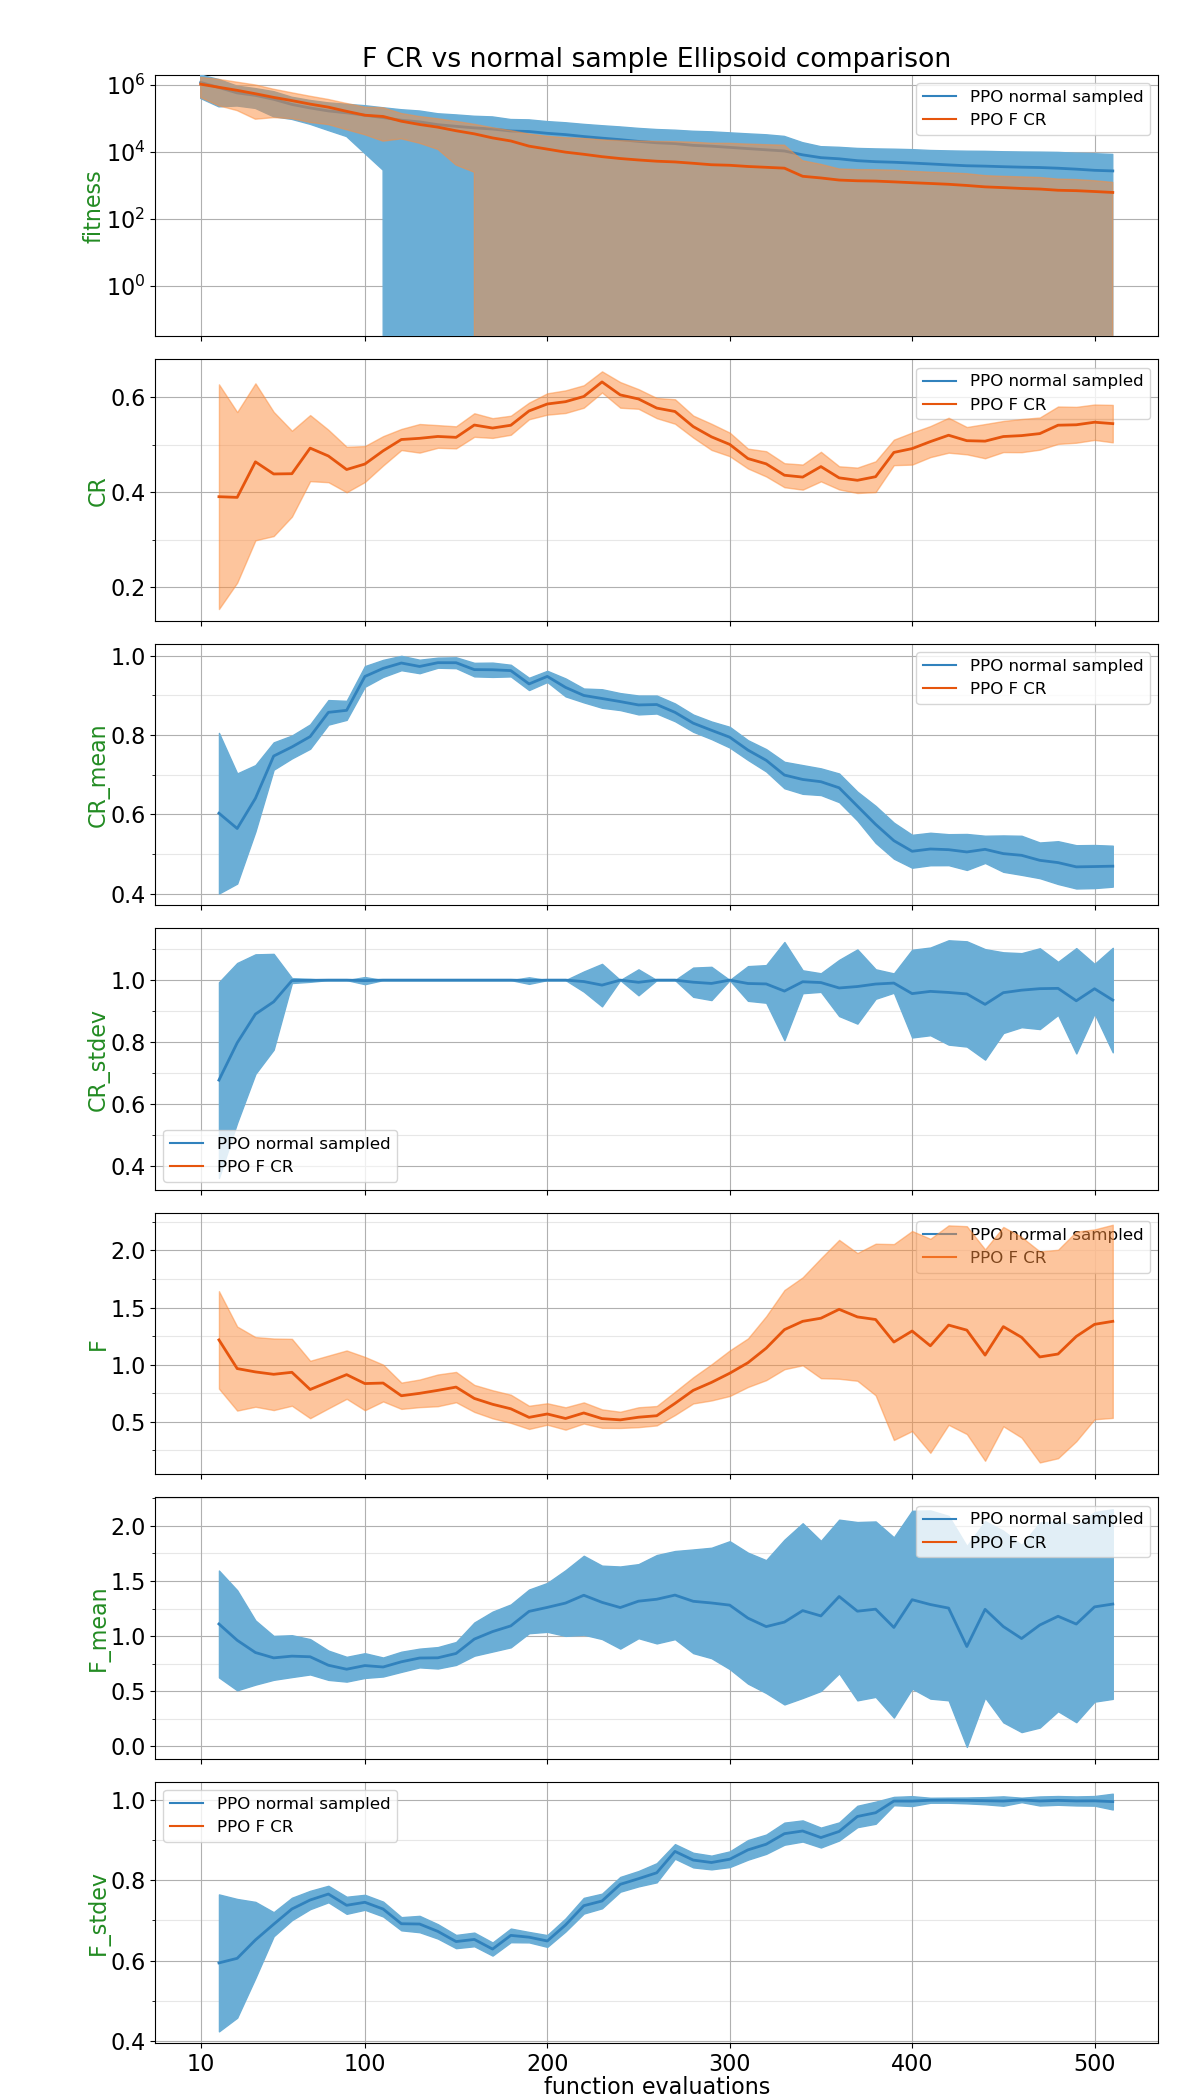 F CR vs normal sample Ellipsoid comparison
10^6
10^4
10^2
10^0
fitness
PPO normal sampled
PPO F CR
0.6
0.4
0.2
CR
PPO normal sampled
PPO F CR
1.0
0.8
0.6
0.4
CR_mean
PPO normal sampled
PPO F CR
1.0
0.8
0.6
0.4
CR_stdev
PPO normal sampled
PPO F CR
2.0
1.5
1.0
0.5
F
PPO normal sampled
PPO F CR
2.0
1.5
1.0
0.5
0.0
F_mean
PPO normal sampled
PPO F CR
1.0
0.8
0.6
0.4
F_stdev
PPO normal sampled
PPO F CR
10 100 200 300 400 500
function evaluations